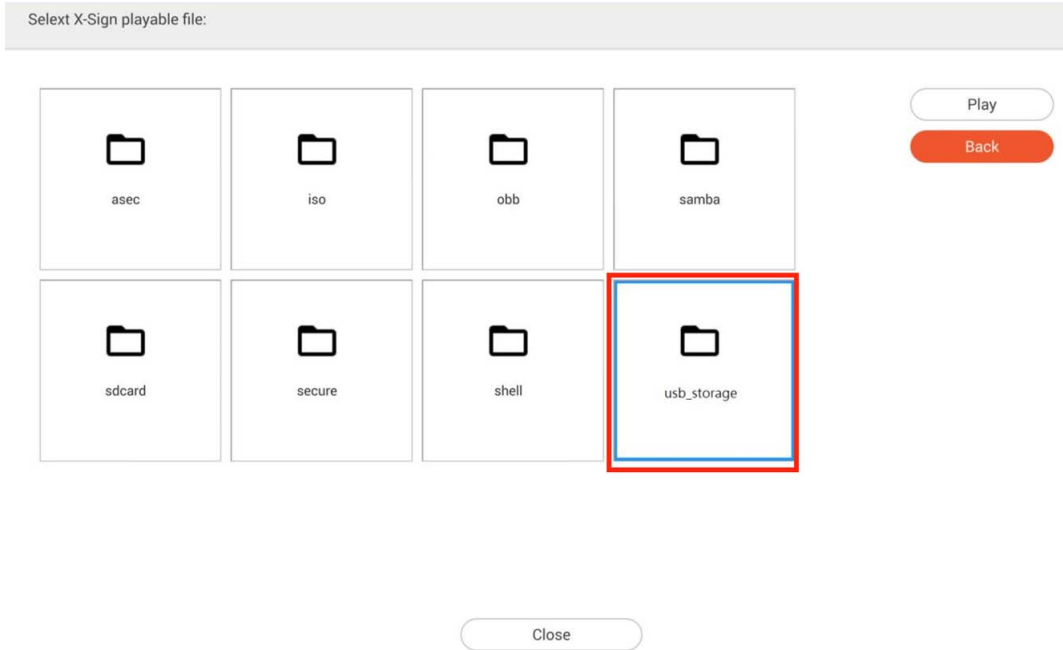 Selext X-Sign playable file:
Play
Back
asec
iso
obb
samba
sdcard
secure
shell
usb_storage
Close